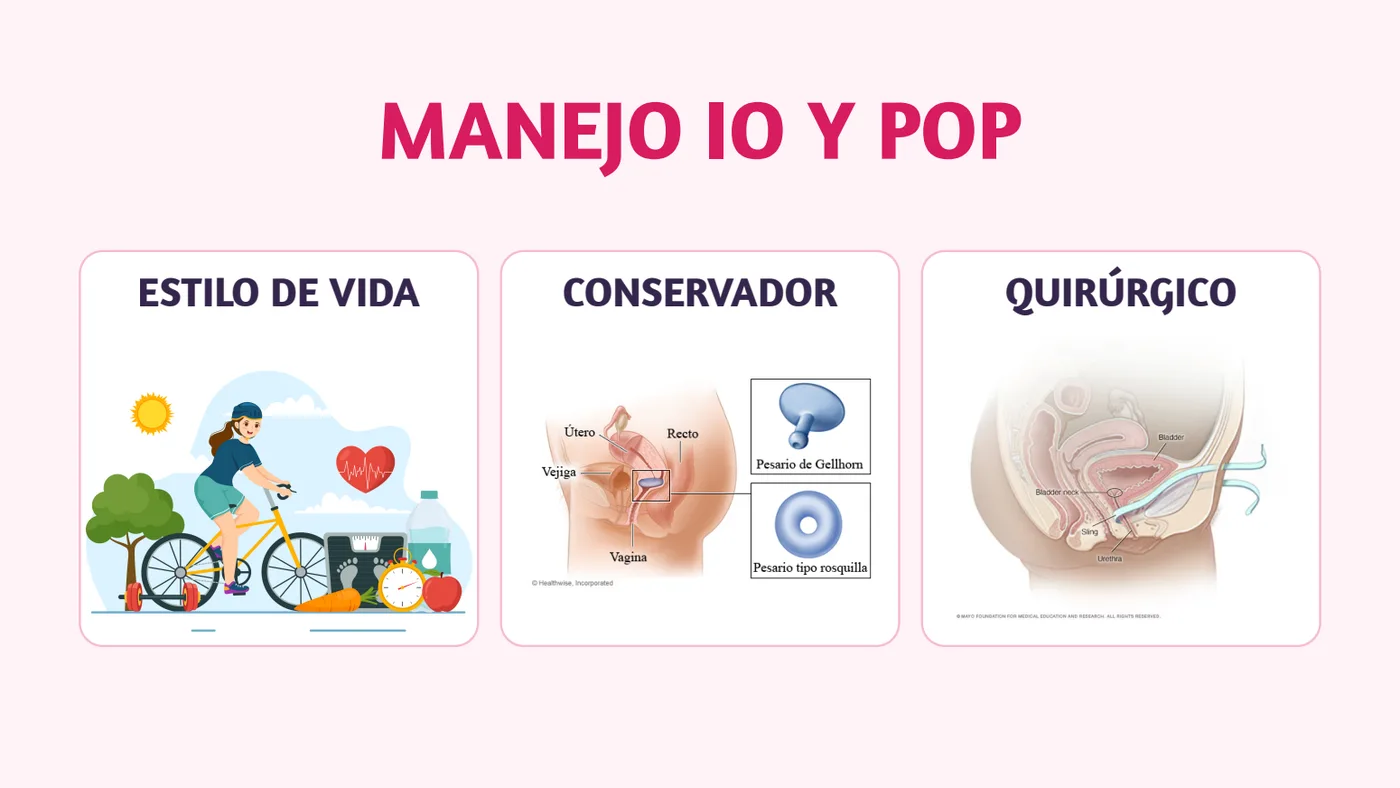 MANEJO IO Y POP
ESTILO DE VIDA
CONSERVADOR
Útero
Recto
Vejiga
Vagina
Pesario de Gellhorn
Pesario tipo rosquilla
© Healthwise, Incorporated
QUIRÚRGICO
Bladder
Bladder neck
Sling
Urethra
© MAYO FOUNDATION FOR MEDICAL EDUCATION AND RESEARCH. ALL RIGHTS RESERVED.